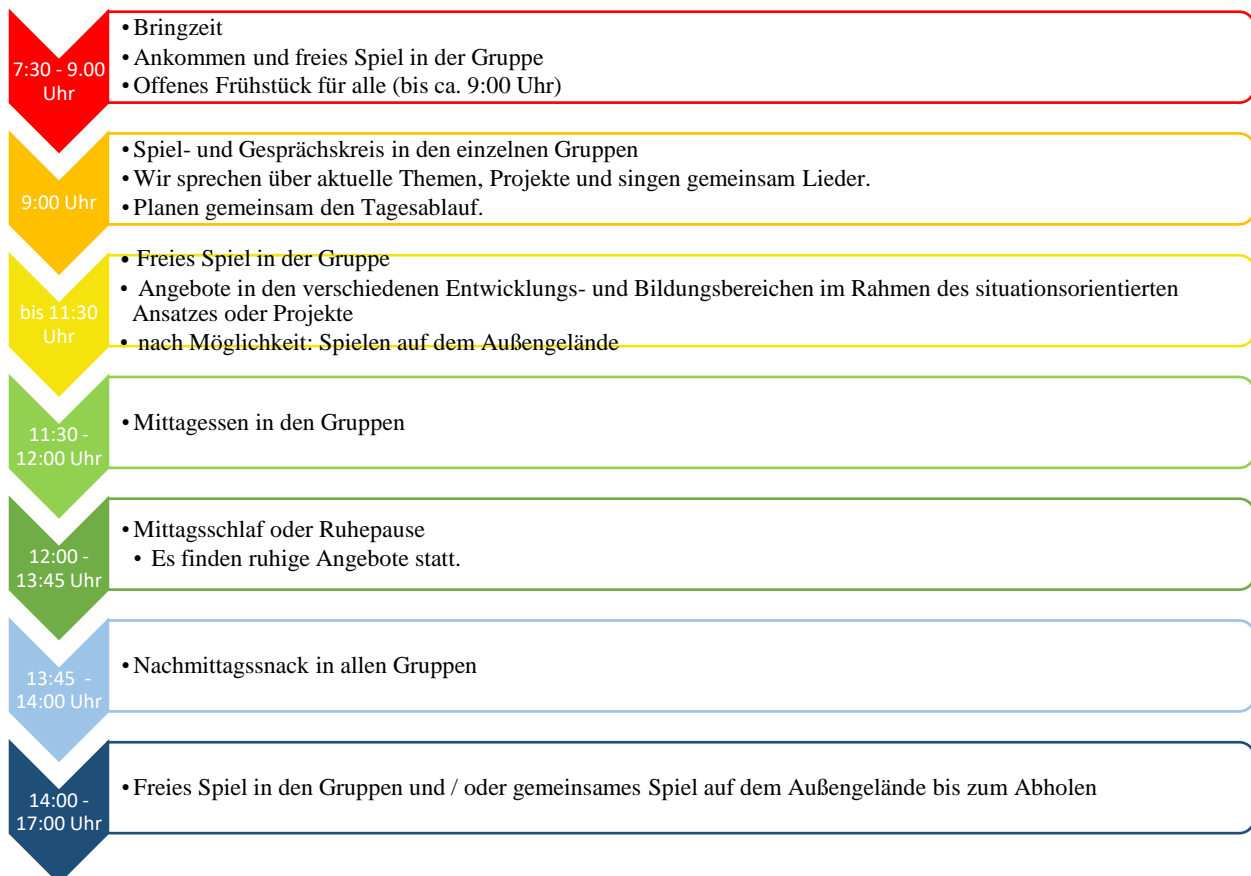 7:30 - 9.00
Uhr
• Bringzeit
• Ankommen und freies Spiel in der Gruppe
• Offenes Frühstück für alle (bis ca. 9:00 Uhr)
9:00 Uhr
• Spiel- und Gesprächskreis in den einzelnen Gruppen
• Wir sprechen über aktuelle Themen, Projekte und singen gemeinsam Lieder.
• Planen gemeinsam den Tagesablauf.
bis 11:30
Uhr
• Freies Spiel in der Gruppe
• Angebote in den verschiedenen Entwicklungs- und Bildungsbereichen im Rahmen des situationsorientierten
Ansatzes oder Projekte
• nach Möglichkeit: Spielen auf dem Außengelände
11:30 -
12:00 Uhr
• Mittagessen in den Gruppen
12:00 -
13:45 Uhr
• Mittagsschlaf oder Ruhepause
• Es finden ruhige Angebote statt.
13:45 -
14:00 Uhr
• Nachmittagssnack in allen Gruppen
14:00 -
17:00 Uhr
• Freies Spiel in den Gruppen und / oder gemeinsames Spiel auf dem Außengelände bis zum Abholen